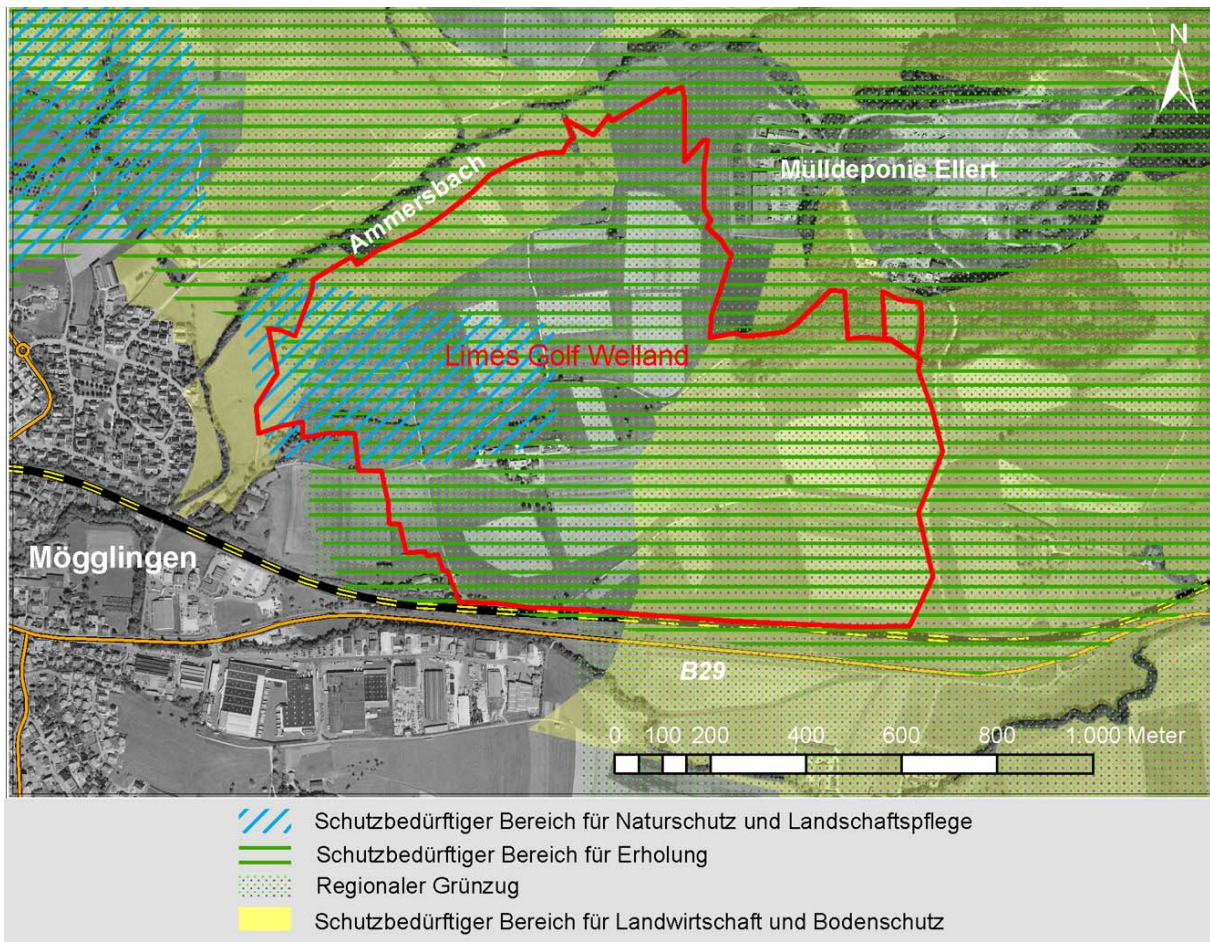 N
Mülldeponie Ellert
Ammersbach
Limes Golf Welland
Mögglingen
B29
0 100 200 400 600 800 1.000 Meter
Schutzbedürftiger Bereich für Naturschutz und Landschaftspflege
Schutzbedürftiger Bereich für Erholung
Regionaler Grünzug
Schutzbedürftiger Bereich für Landwirtschaft und Bodenschutz